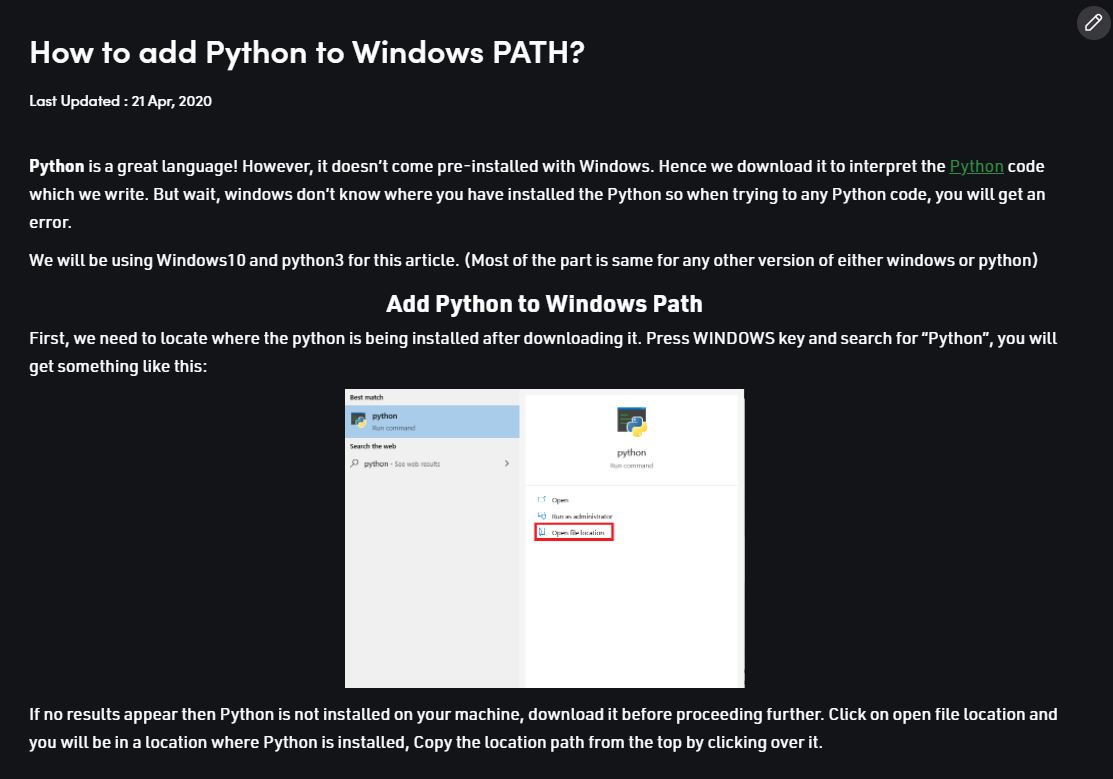 How to add Python to Windows PATH?
Last Updated : 21 Apr, 2020
Python is a great language! However, it doesn’t come pre-installed with Windows. Hence we download it to interpret the Python code
which we write. But wait, windows don’t know where you have installed the Python so when trying to any Python code, you will get an
error.
We will be using Windows10 and python3 for this article. (Most of the part is same for any other version of either windows or python)
Add Python to Windows Path
First, we need to locate where the python is being installed after downloading it. Press WINDOWS key and search for “Python”, you will
get something like this:
Best match
python
Run command
Search the web
python - See web results
python
Run command
Open
Run as administrator
Open file location
If no results appear then Python is not installed on your machine, download it before proceeding further. Click on open file location and
you will be in a location where Python is installed, Copy the location path from the top by clicking over it.